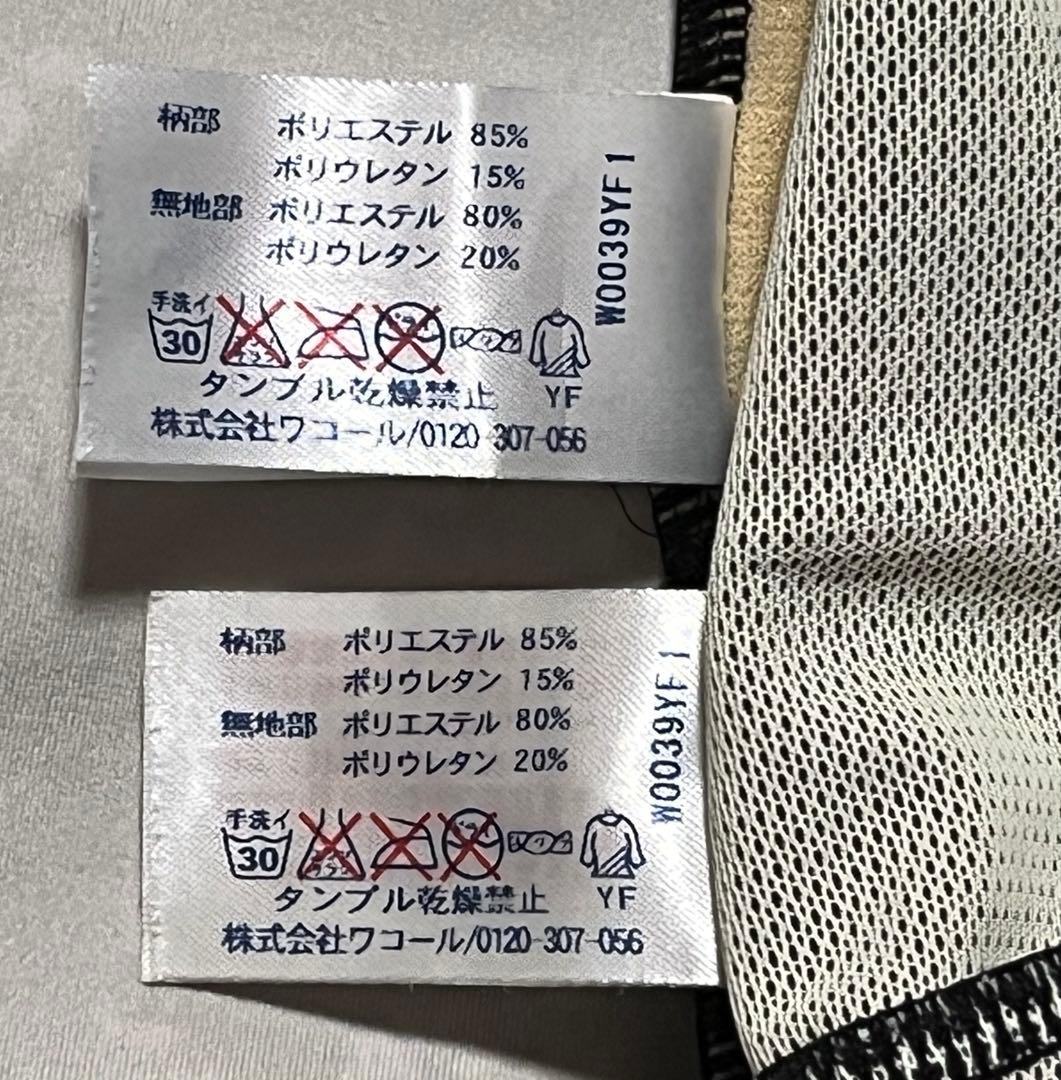 柄部 ポリエステル 85%
ポリウレタン 15%
無地部 ポリエステル 80%
ポリウレタン 20%
W0039YF1
手洗イ
30
タンブル乾燥禁止 YF
株式会社ワコール/0120-307-056
柄部 ポリエステル 85%
ポリウレタン 15%
無地部 ポリエステル 80%
ポリウレタン 20%
W0039YF1
手洗イ
30
タンブル乾燥禁止 YF
株式会社ワコール/0120-307-056